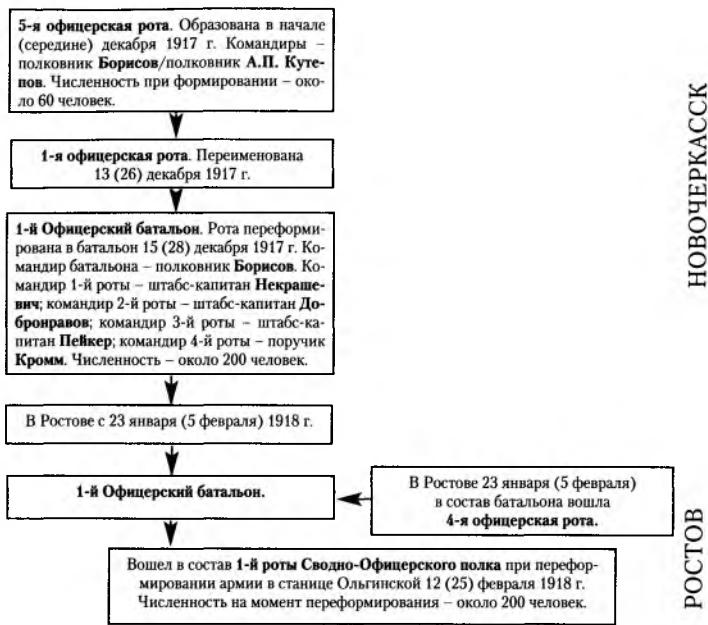 5-я офицерская рота. Образована в начале
(середине) декабря 1917 г. Командиры –
полковник Борисов/полковник А.П. Куте-
пов. Численность при формировании – око-
ло 60 человек.
1-я офицерская рота. Переименована
13 (26) декабря 1917 г.
1-й Офицерский батальон. Рота переформи-
рована в батальон 15 (28) декабря 1917 г. Ко-
мандир батальона – полковник Борисов. Ко-
мандир 1-й роты – штабс-капитан Некраше-
вич; командир 2-й роты – штабс-капитан До-
бронравов; командир 3-й роты – штабс-ка-
питан Пейкер; командир 4-й роты – поручик
Кромм. Численность – около 200 человек.
НОВОЧЕРКАССК
В Ростове с 23 января (5 февраля) 1918 г.
1-й Офицерский батальон.
В Ростове 23 января (5 февраля)
в состав батальона вошла
4-я офицерская рота.
Вошел в состав 1-й роты Сводно-Офицерского полка при перефор-
мировании армии в станице Ольгинской 12 (25) февраля 1918 г.
Численность на момент переформирования – около 200 человек.
РОСТОВ